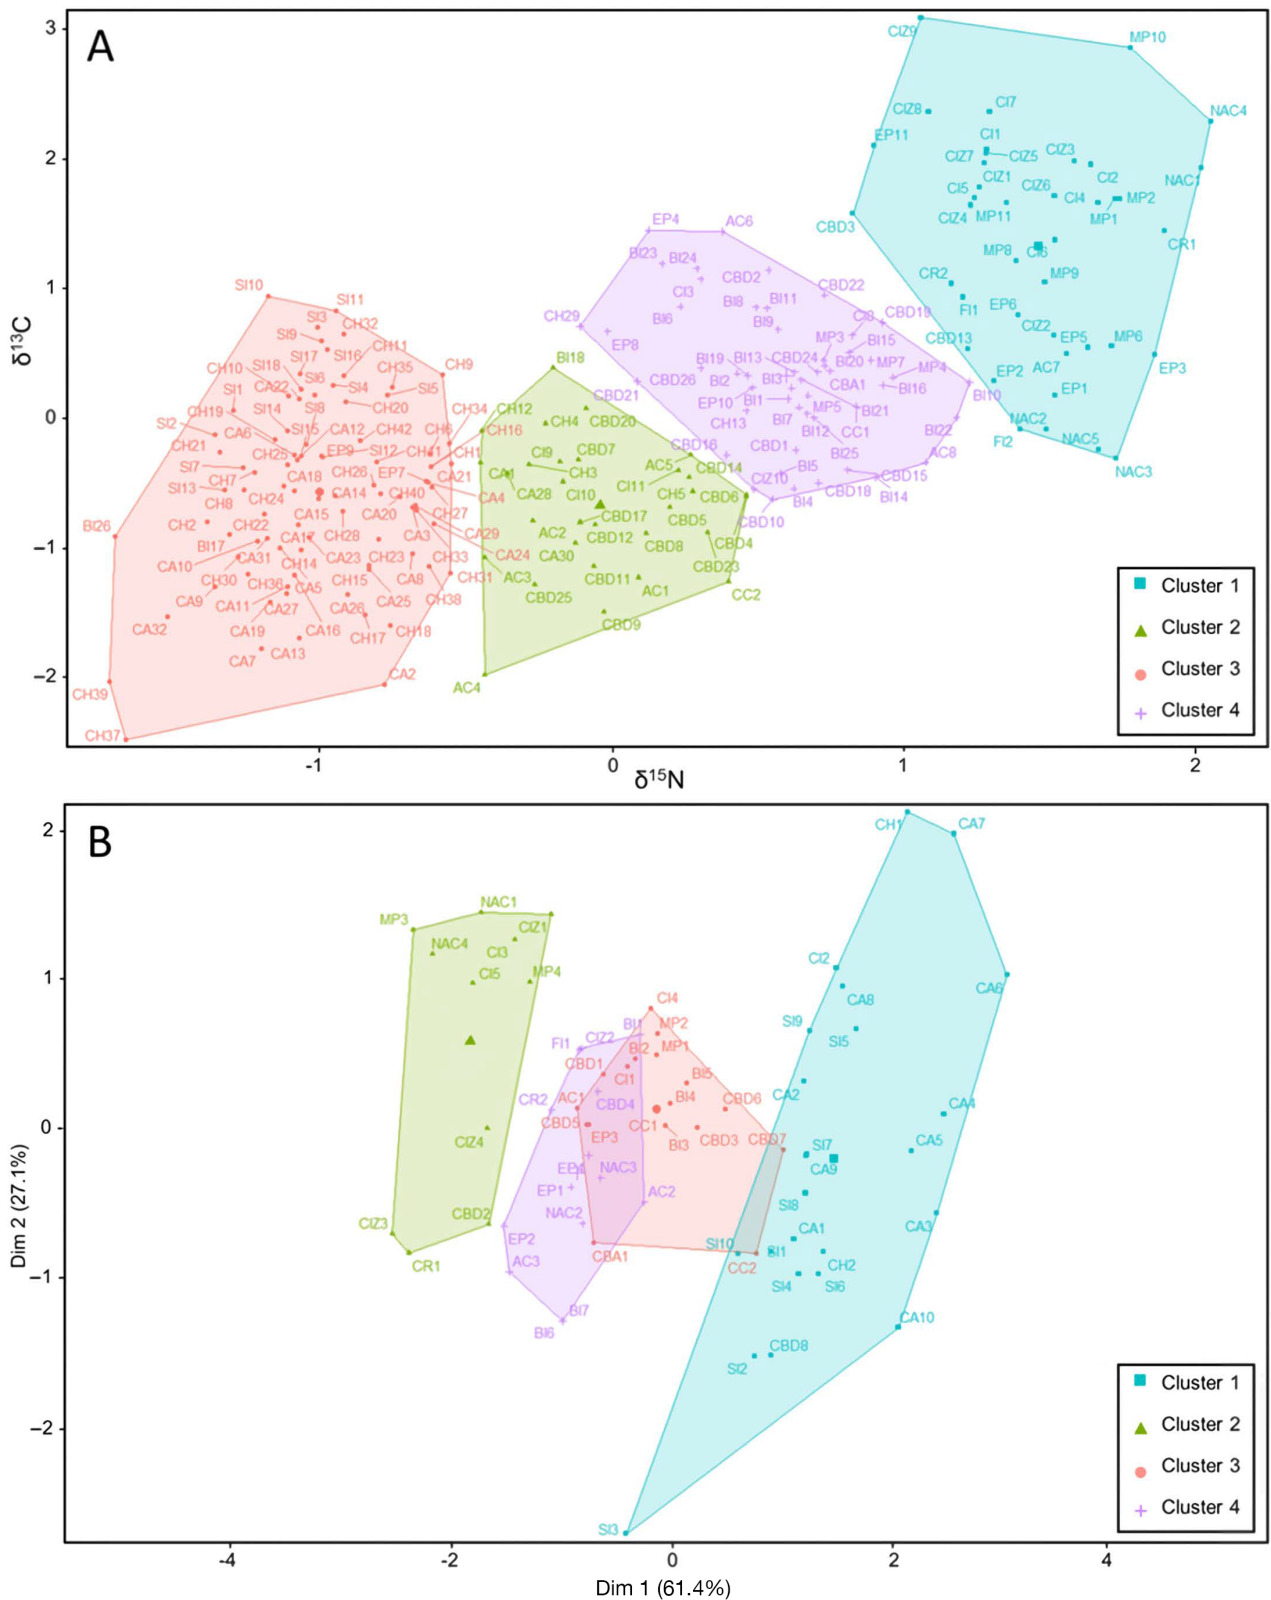 A
3
2
1
0
−1
−2
δ13C
-1
0
1
2
δ15N
CIZ9
MP10
CIZ8
CI7
NAC4
EP11
CI1
CIZ7
CIZ5
CIZ3
CI2
NAC1
CIZ1
CI5
CIZ6
CI4
MP2
CIZ4
MP11
MP1
CBD3
CR1
MP8
CI6
MP9
CR2
FI1
EP6
CIZ2
CBD13
EP5
MP6
AC7
EP3
EP2
EP1
NAC2
FI2
NAC5
NAC3
EP4
AC6
BI23
BI24
CBD2
CBD22
CI3
BI8
BI11
CH29
BI6
BI9
CI8
CBD19
EP8
MP3
BI15
BI19
BI13
CBD24
BI20
MP7
MP4
CBD26
BI2
BI31
CBA1
BI16
BI10
CBD21
EP10
BI1
MP5
BI21
CH13
BI7
BI12
CC1
BI22
CBD16
CBD1
BI25
AC8
CIZ10
BI5
CBD15
BI4
CBD18
BI14
CBD10
BI18
CH12
CH4
CBD20
CH16
CI9
CBD7
AC5
CBD14
CA1
CH3
CI11
CA28
CI10
CH5
CBD6
CBD17
CBD5
AC2
CBD12
CBD4
CA30
CBD8
CBD23
AC3
CBD11
CBD25
AC1
CC2
CBD9
AC4
SI10
SI11
SI3
CH32
SI9
CH11
SI17
SI16
CH10
SI18
CH35
CH9
SI1
CA22
SI6
SI4
SI5
CH19
SI14
SI8
CH20
CH34
SI2
SI15
CA12
CH42
CH6
CA6
CH21
CH25
EP9
SI12
CH41
CH1
SI7
CH7
CA18
CH26
EP7
CA21
SI13
CH24
CA14
CH40
CA4
CH8
CA15
CA20
CH27
CH2
CH22
CH28
CA3
CA29
BI26
BI17
CA17
CA24
CA10
CA31
CH14
CA23
CH23
CH33
CH30
CH36
CA5
CH15
CA8
CH31
CA9
CA11
CA27
CA26
CA25
CH38
CA32
CA19
CA16
CH17
CH18
CA7
CA13
CA2
CH39
CH37
Cluster 1
Cluster 2
Cluster 3
Cluster 4
B
2
1
0
−1
−2
Dim 2 (27.1%)
-4
-2
0
2
4
Dim 1 (61.4%)
CH1
CA7
MP3
NAC1
CIZ1
NAC4
CI3
CI5
MP4
CIZ4
CIZ3
CBD2
CR1
CI2
CA8
CA6
SI9
SI5
CI4
BI1
MP2
FI1
CIZ2
BI2
MP1
CBD1
CI1
BI5
CR2
AC1
CBD4
BI4
CBD6
CBD5
EP3
CC1
BI3
CBD3
CBD7
EP4
NAC3
EP1
AC2
NAC2
EP2
CBA1
AC3
CC2
BI7
BI6
CA2
CA4
SI7
CA9
CA5
SI8
CA1
CA3
SI10
SI1
CH2
SI4
SI6
CA10
SI2
CBD8
SI3
Cluster 1
Cluster 2
Cluster 3
Cluster 4